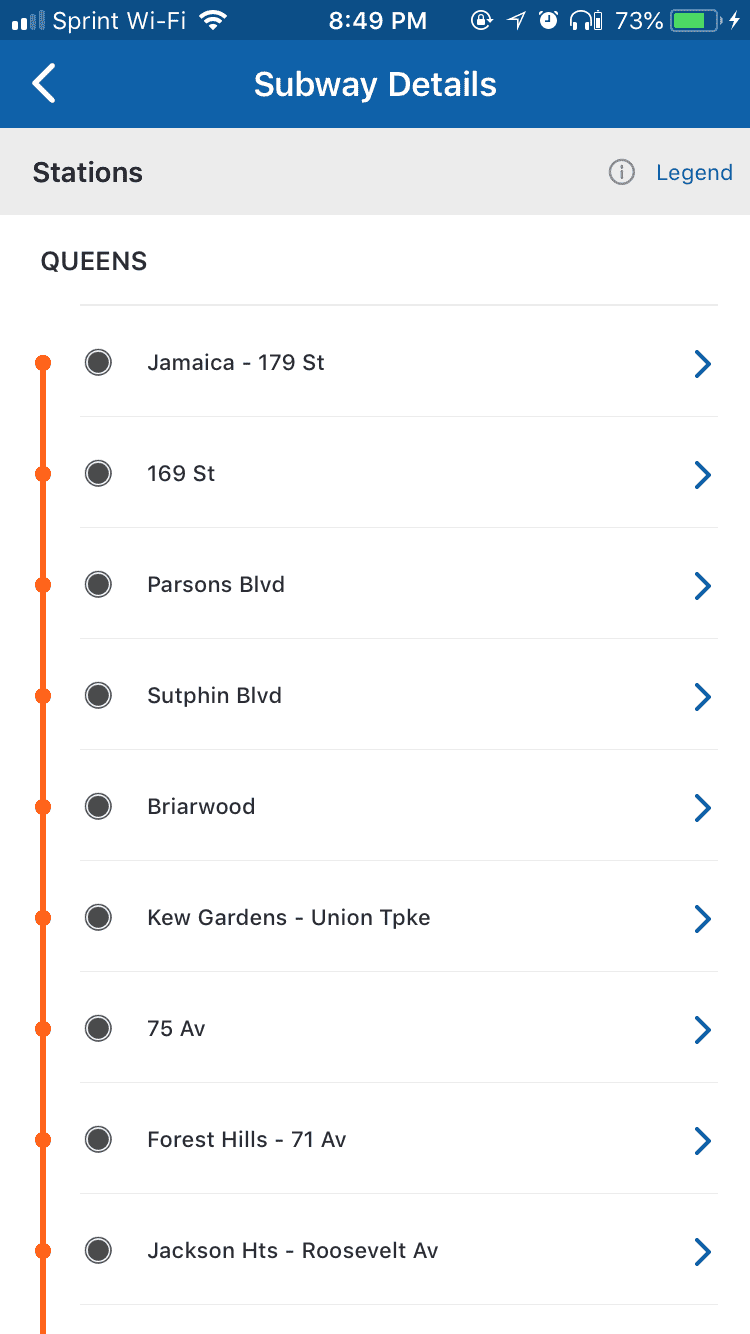 Sprint Wi-Fi 8:49 PM 73%
Subway Details
Stations Legend
QUEENS
Jamaica - 179 St
169 St
Parsons Blvd
Sutphin Blvd
Briarwood
Kew Gardens - Union Tpke
75 Av
Forest Hills - 71 Av
Jackson Hts - Roosevelt Av